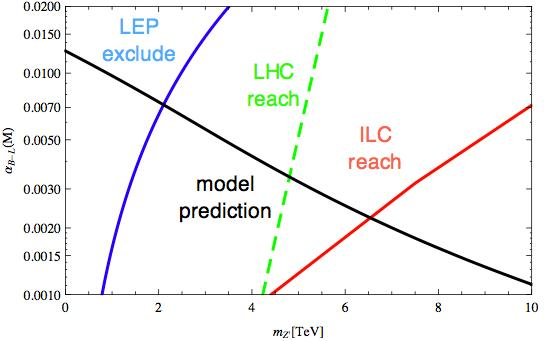 0.0200
0.0150
0.0100
0.0070
0.0050
0.0030
0.0020
0.0015
0.0010
α_{B-L}(M)
LEP
exclude
LHC
reach
ILC
reach
model
prediction
0 2 4 6 8 10
m_{Z'}[TeV]